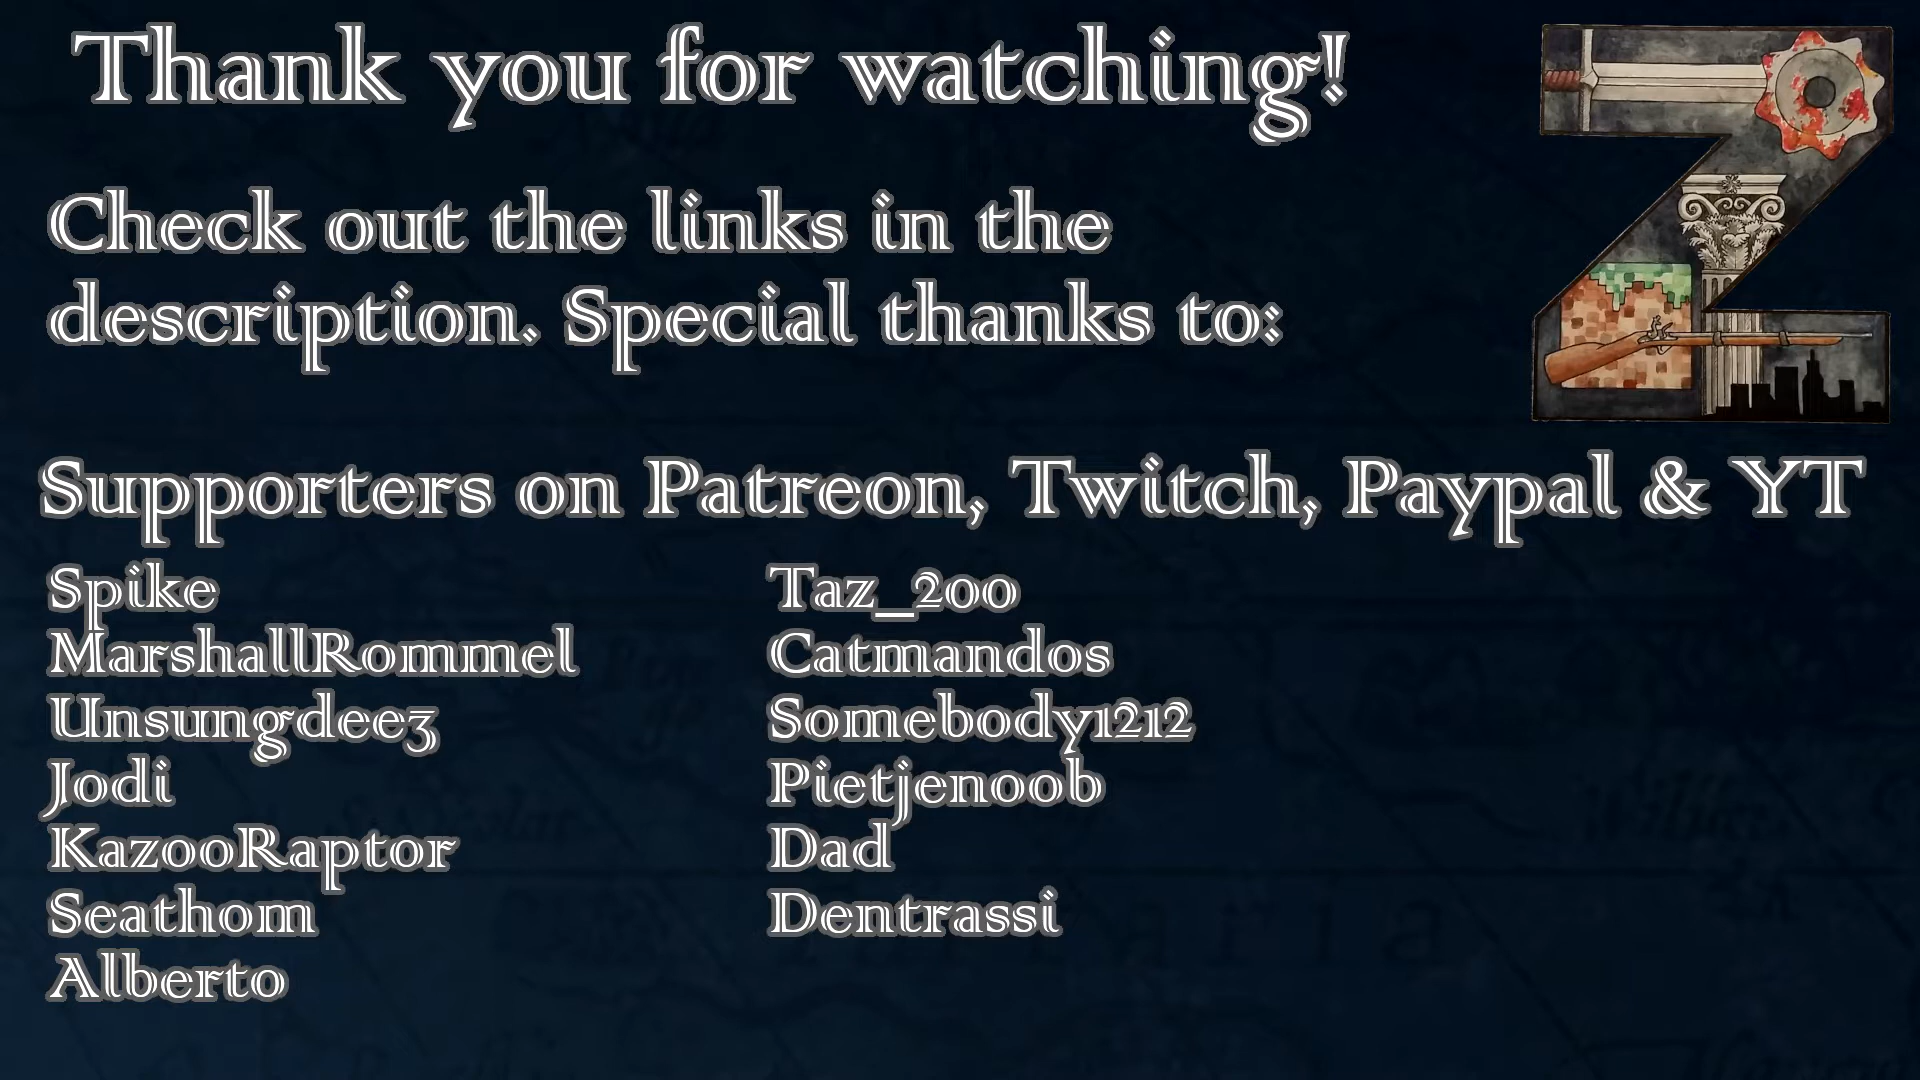 Thank you for watching!
Check out the links in the
description. Special thanks to:
Supporters on Patreon, Twitch, Paypal & YT
Spike
MarshallRommel
Unsungdee3
Jodi
KazooRaptor
Seathom
Alberto
Taz_200
Catmandos
Somebody1212
Pietjenoob
Dad
Dentrassi